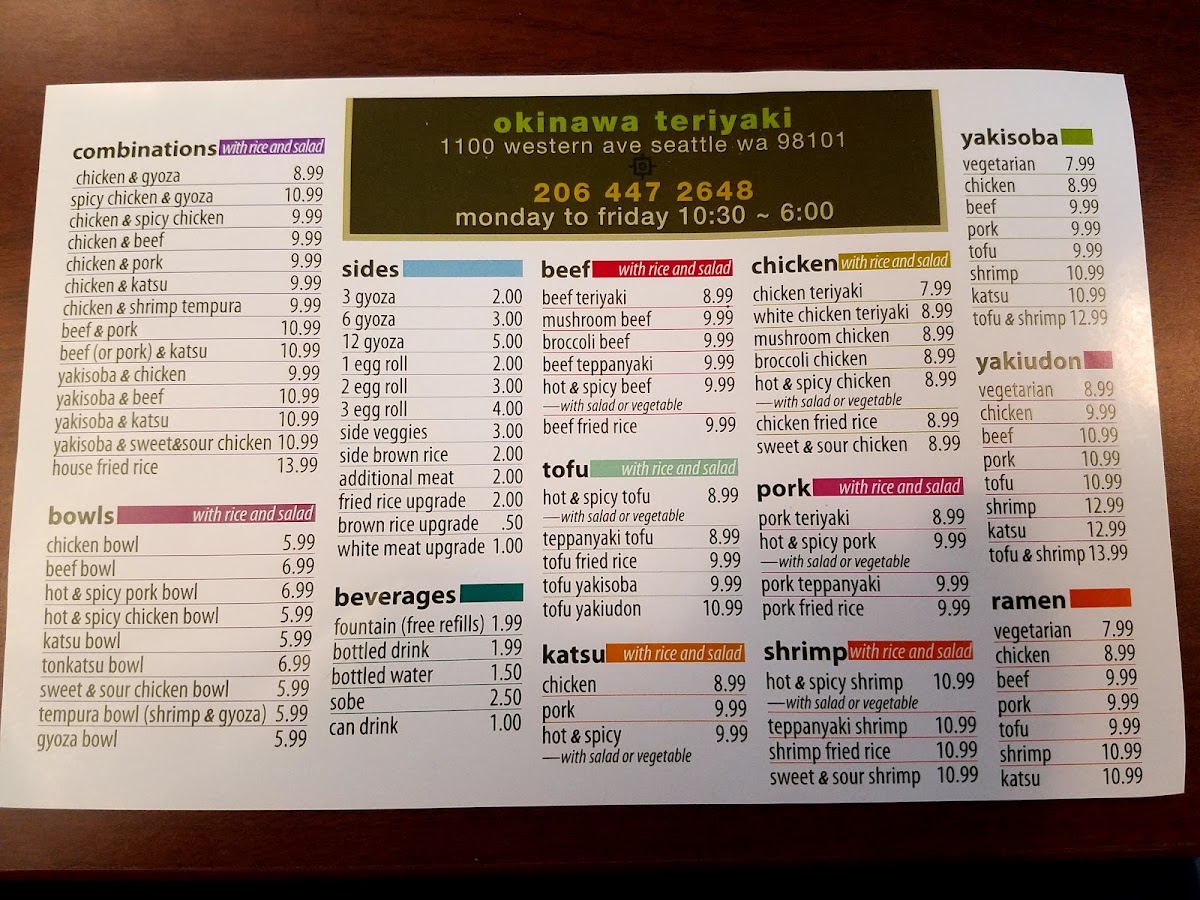 okinawa teriyaki
1100 western ave seattle wa 98101
206 447 2648
monday to friday 10:30 ~ 6:00
combinations with rice and salad
chicken & gyoza 8.99
spicy chicken & gyoza 10.99
chicken & spicy chicken 9.99
chicken & beef 9.99
chicken & pork 9.99
chicken & katsu 9.99
chicken & shrimp tempura 9.99
beef & pork 10.99
beef (or pork) & katsu 10.99
yakisoba & chicken 9.99
yakisoba & beef 10.99
yakisoba & katsu 10.99
yakisoba & sweet&sour chicken 10.99
house fried rice 13.99
bowls with rice and salad
chicken bowl 5.99
beef bowl 6.99
hot & spicy pork bowl 6.99
hot & spicy chicken bowl 5.99
katsu bowl 5.99
tonkatsu bowl 6.99
sweet & sour chicken bowl 5.99
tempura bowl (shrimp & gyoza) 5.99
gyoza bowl 5.99
sides
3 gyoza 2.00
6 gyoza 3.00
12 gyoza 5.00
1 egg roll 2.00
2 egg roll 3.00
3 egg roll 4.00
side veggies 3.00
side brown rice 2.00
additional meat 2.00
fried rice upgrade 2.00
brown rice upgrade .50
white meat upgrade 1.00
beverages
fountain (free refills) 1.99
bottled drink 1.99
bottled water 1.50
sobe 2.50
can drink 1.00
beef with rice and salad
beef teriyaki 8.99
mushroom beef 9.99
broccoli beef 9.99
beef teppanyaki 9.99
hot & spicy beef 9.99
—with salad or vegetable
beef fried rice 9.99
tofu with rice and salad
hot & spicy tofu 8.99
—with salad or vegetable
teppanyaki tofu 8.99
tofu fried rice 9.99
tofu yakisoba 9.99
tofu yakiudon 10.99
katsu with rice and salad
chicken 8.99
pork 9.99
hot & spicy 9.99
—with salad or vegetable
chicken with rice and salad
chicken teriyaki 7.99
white chicken teriyaki 8.99
mushroom chicken 8.99
broccoli chicken 8.99
hot & spicy chicken 8.99
—with salad or vegetable
chicken fried rice 8.99
sweet & sour chicken 8.99
pork with rice and salad
pork teriyaki 8.99
hot & spicy pork 9.99
—with salad or vegetable
pork teppanyaki 9.99
pork fried rice 9.99
shrimp with rice and salad
hot & spicy shrimp 10.99
—with salad or vegetable
teppanyaki shrimp 10.99
shrimp fried rice 10.99
sweet & sour shrimp 10.99
yakisoba
vegetarian 7.99
chicken 8.99
beef 9.99
pork 9.99
tofu 9.99
shrimp 10.99
katsu 10.99
tofu & shrimp 12.99
yakiudon
vegetarian 8.99
chicken 9.99
beef 10.99
pork 10.99
tofu 10.99
shrimp 12.99
katsu 12.99
tofu & shrimp 13.99
ramen
vegetarian 7.99
chicken 8.99
beef 9.99
pork 9.99
tofu 9.99
shrimp 10.99
katsu 10.99